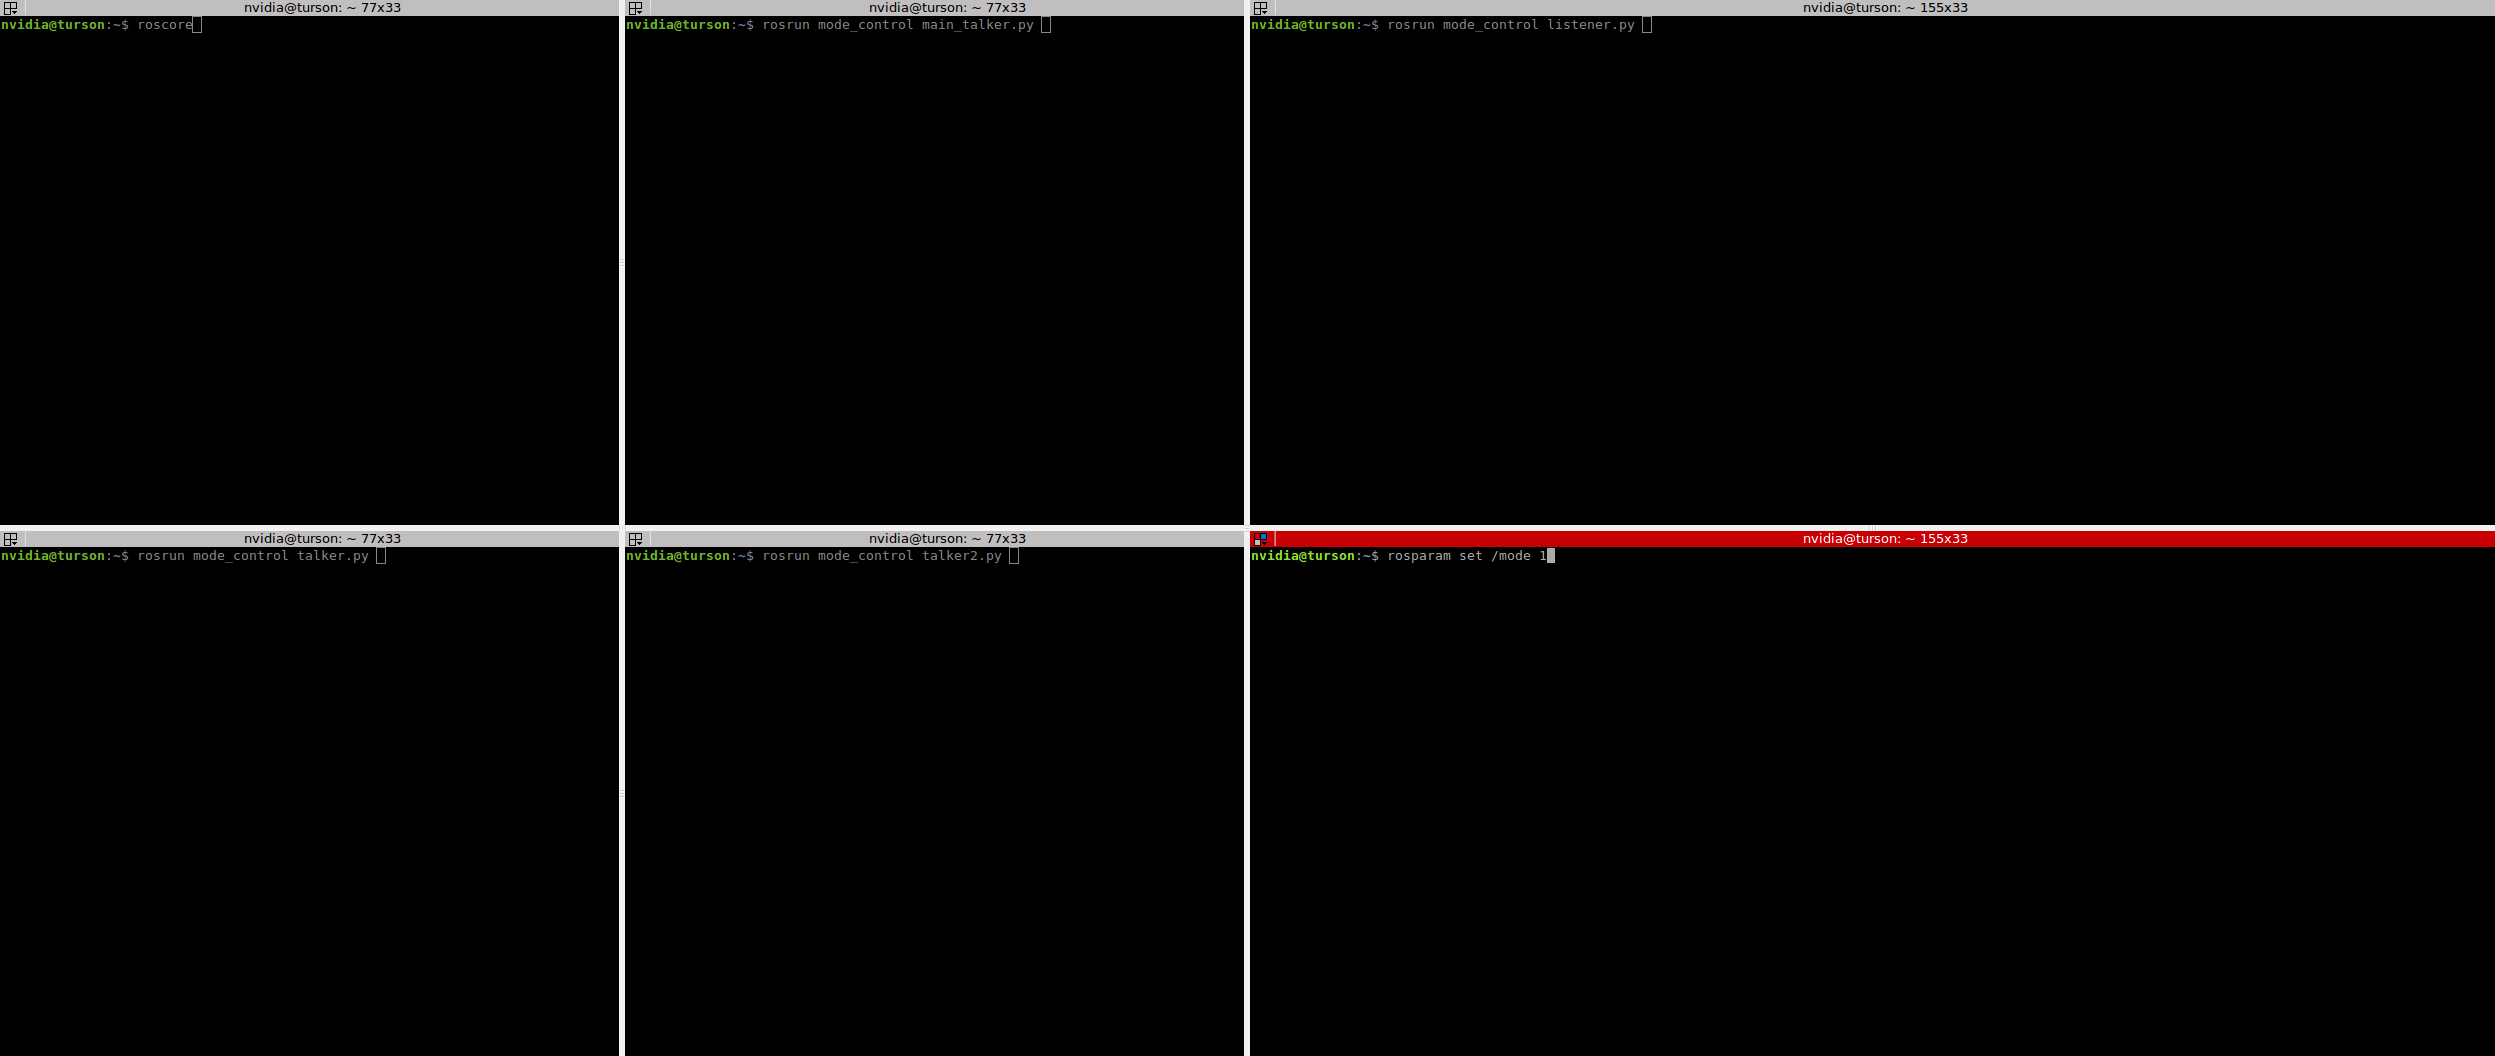 nvidia@turson: ~ 77x33
nvidia@turson:~$ roscore
nvidia@turson: ~ 77x33
nvidia@turson:~$ rosrun mode_control main_talker.py
nvidia@turson: ~ 155x33
nvidia@turson:~$ rosrun mode_control listener.py
nvidia@turson: ~ 77x33
nvidia@turson:~$ rosrun mode_control talker.py
nvidia@turson: ~ 77x33
nvidia@turson:~$ rosrun mode_control talker2.py
nvidia@turson: ~ 155x33
nvidia@turson:~$ rosparam set /mode 1